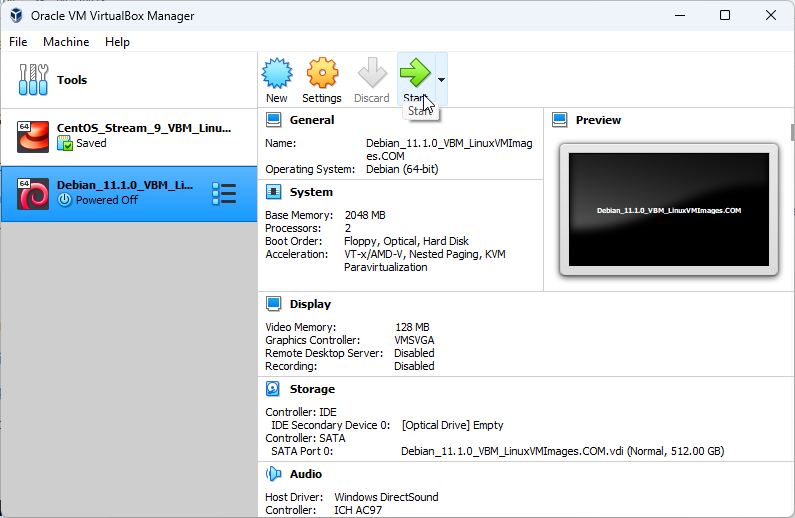 Oracle VM VirtualBox Manager
File Machine Help
Tools
New Settings Discard Start
Start
64 CentOS_Stream_9_VBM_Linu...
Saved
64 Debian_11.1.0_VBM_Li...
Powered Off
General
Name: Debian_11.1.0_VBM_LinuxVMImag
es.COM
Operating System: Debian (64-bit)
System
Base Memory: 2048 MB
Processors: 2
Boot Order: Floppy, Optical, Hard Disk
Acceleration: VT-x/AMD-V, Nested Paging, KVM
Paravirtualization
Preview
Debian_11.1.0_VBM_LinuxVMImages.COM
Display
Video Memory: 128 MB
Graphics Controller: VMSVGA
Remote Desktop Server: Disabled
Recording: Disabled
Storage
Controller: IDE
IDE Secondary Device 0: [Optical Drive] Empty
Controller: SATA
SATA Port 0: Debian_11.1.0_VBM_LinuxVMImages.COM.vdi (Normal, 512.00 GB)
Audio
Host Driver: Windows DirectSound
Controller: ICH AC97